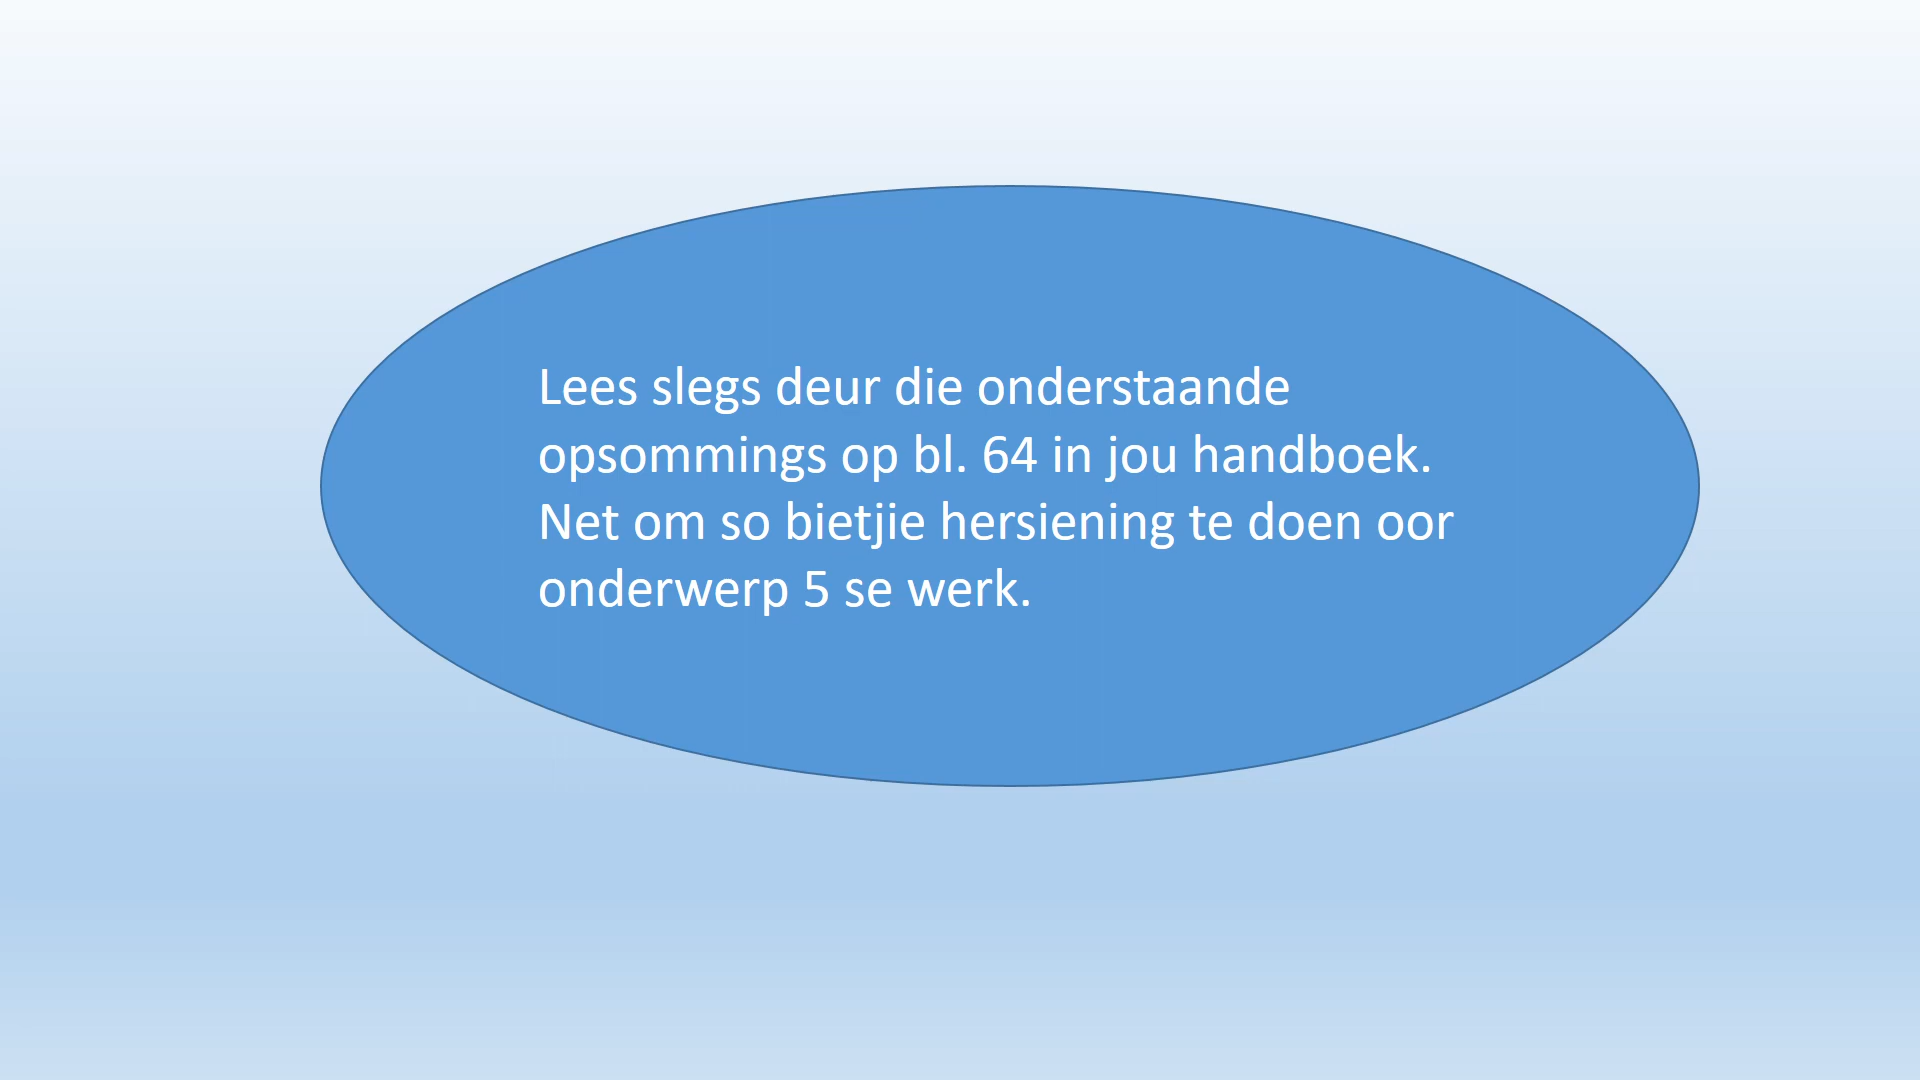 Lees slegs deur die onderstaande
opsommings op bl. 64 in jou handboek.
Net om so bietjie hersiening te doen oor
onderwerp 5 se werk.